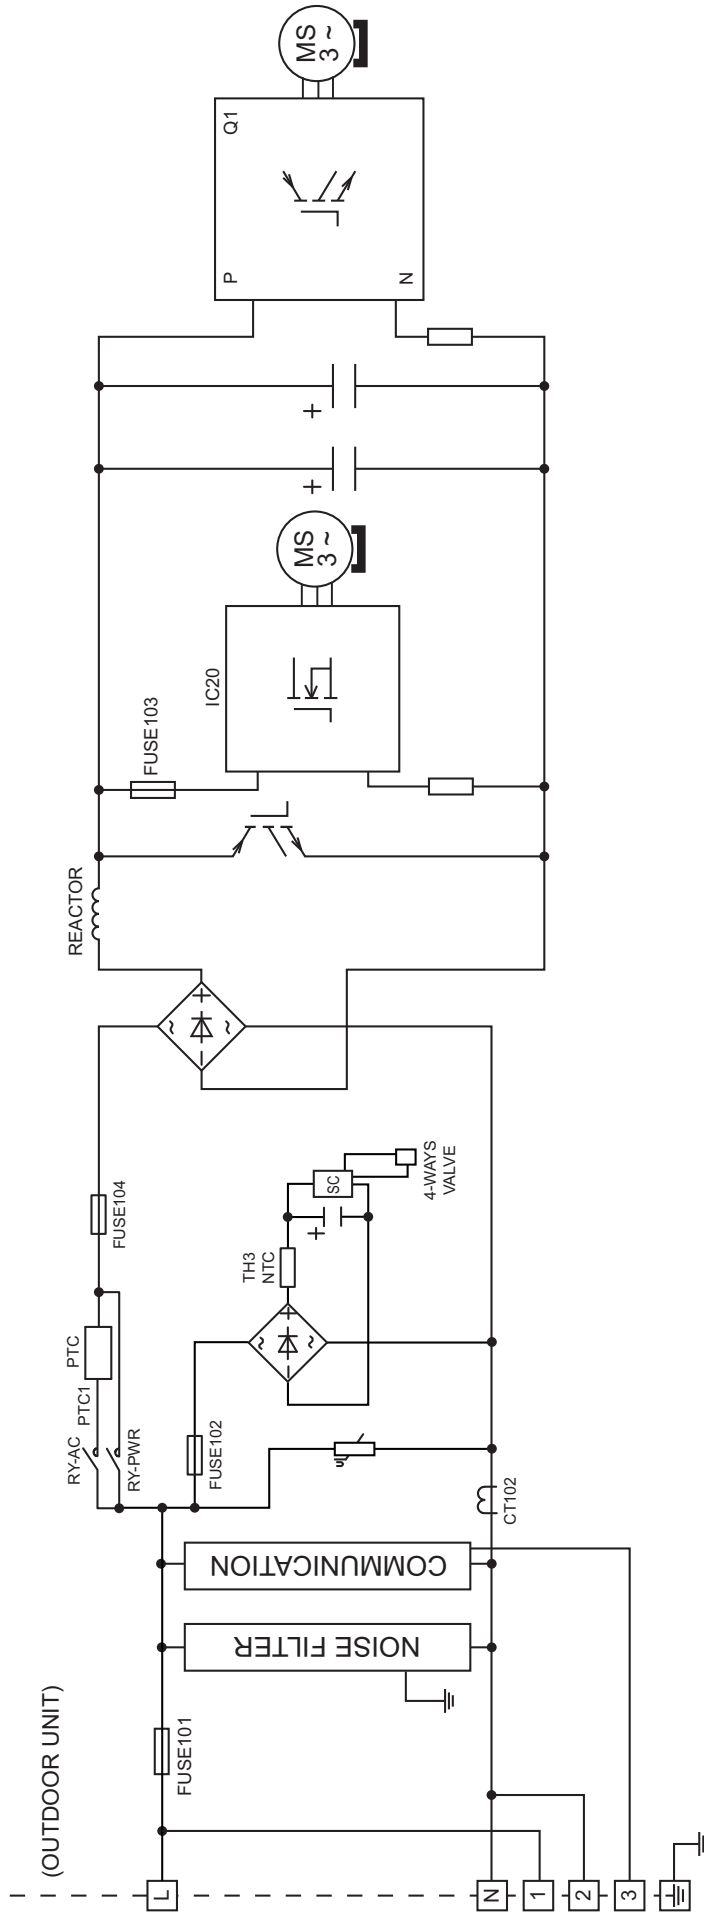 (OUTDOOR UNIT)
L
N
1
2
3
FUSE101
NOISE FILTER
COMMUNICATION
CT102
RY-AC
RY-PWR
PTC1
PTC
FUSE102
FUSE104
TH3
NTC
~
~
+
SC
4-WAYS
VALVE
~
~
+
REACTOR
FUSE103
IC20
MS
3 ~
+
+
P
N
Q1
MS
3 ~